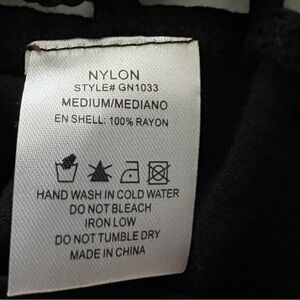 NYLON
STYLE# GN1033
MEDIUM/MEDIANO
EN SHELL: 100% RAYON
HAND WASH IN COLD WATER
DO NOT BLEACH
IRON LOW
DO NOT TUMBLE DRY
MADE IN CHINA